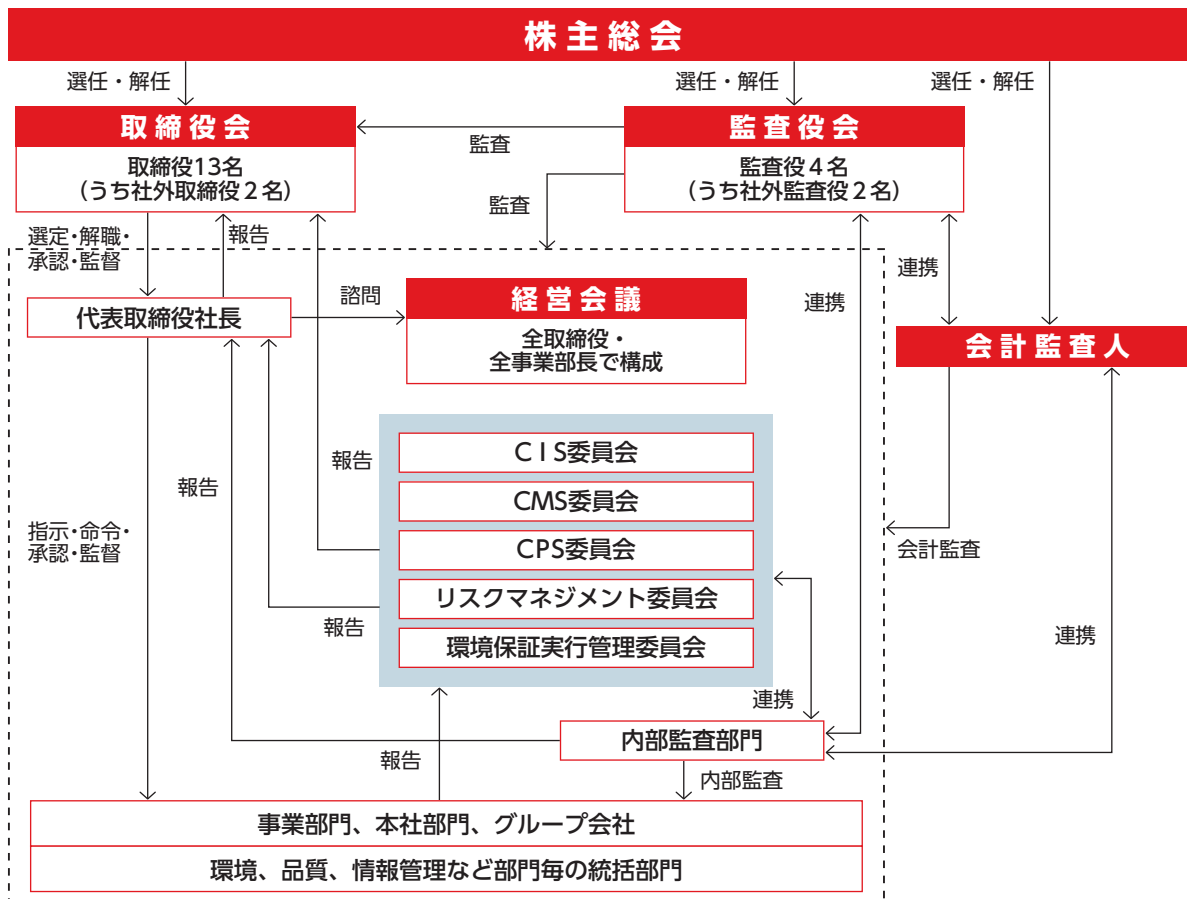 株主総会
選任・解任
選任・解任
選任・解任
取締役会
取締役13名
（うち社外取締役２名）
監査
監査役会
監査役４名
（うち社外監査役２名）
監査
選定・解職・
承認・監督
報告
連携
連携
代表取締役社長
諮問
経営会議
全取締役・
全事業部長で構成
会計監査人
報告
報告
指示・命令・
承認・監督
ＣＩＳ委員会
CMS委員会
CPS委員会
リスクマネジメント委員会
環境保証実行管理委員会
会計監査
報告
連携
連携
内部監査部門
報告
内部監査
事業部門、本社部門、グループ会社
環境、品質、情報管理など部門毎の統括部門